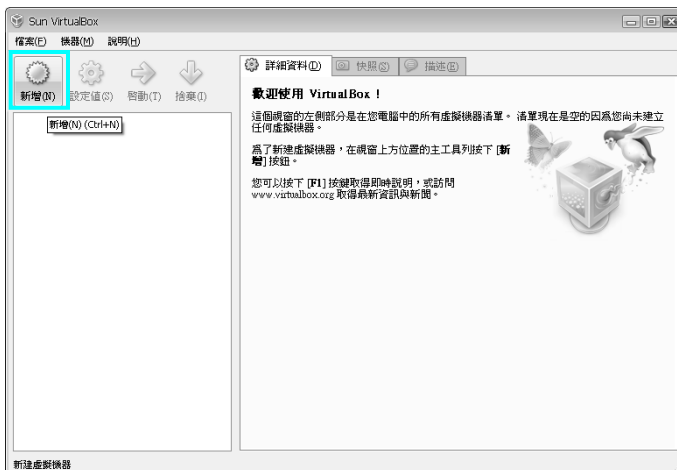 Sun VirtualBox
檔案(F) 機器(M) 說明(H)
新增(N) 設定值(S) 啟動(T) 捨棄(I)
新增(N) (Ctrl+N)
詳細資料(D) 快照(S) 描述(E)
歡迎使用 VirtualBox！
這個視窗的左側部分是在您電腦中的所有虛擬機器清單。 清單現在是空的因為您尚未建立
任何虛擬機器。
為了新建虛擬機器，在視窗上方位置的主工具列按下 [新
增] 按鈕。
您可以按下 [F1] 按鍵取得即時說明，或訪問
www.virtualbox.org 取得最新資訊與新聞。
新建虛擬機器